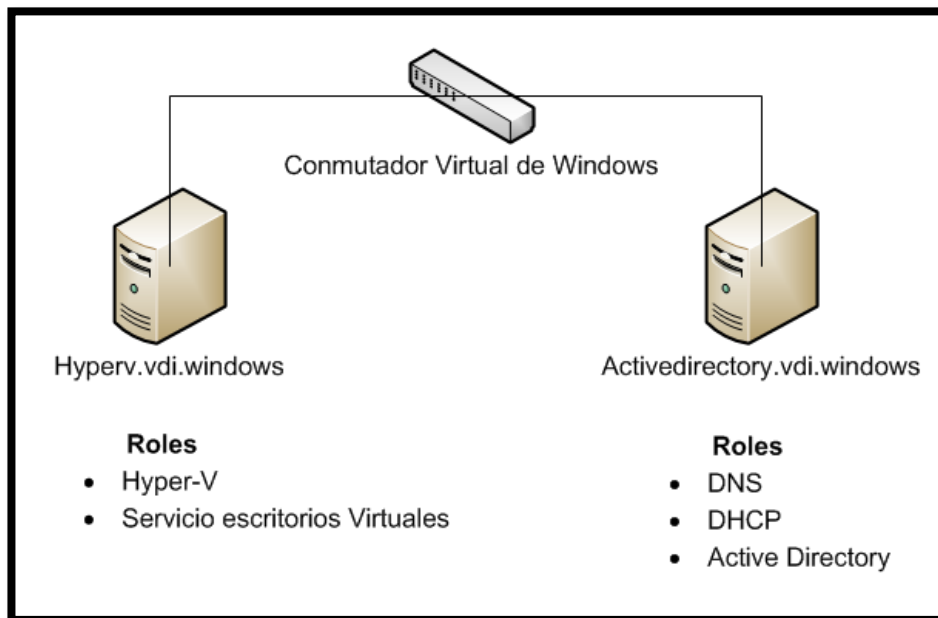 Conmutador Virtual de Windows
Hyperv.vdi.windows
Activedirectory.vdi.windows
Roles
• Hyper-V
• Servicio escritorios Virtuales
Roles
• DNS
• DHCP
• Active Directory